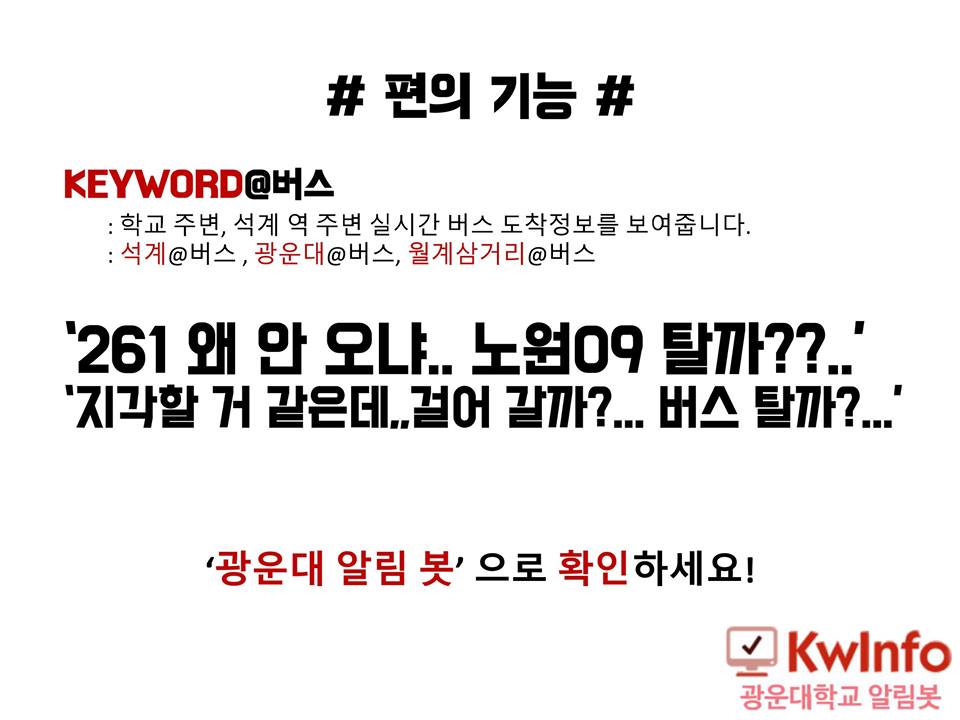 # 편의 기능 #
KEYWORD@버스
: 학교 주변, 석계 역 주변 실시간 버스 도착정보를 보여줍니다.
: 석계@버스 , 광운대@버스, 월계삼거리@버스
‘261 왜 안 오냐.. 노원09 탈까??..’
‘지각할 거 같은데,,걸어 갈까?... 버스 탈까?...’
‘광운대 알림 봇’ 으로 확인하세요!
KwInfo
광운대학교 알림봇